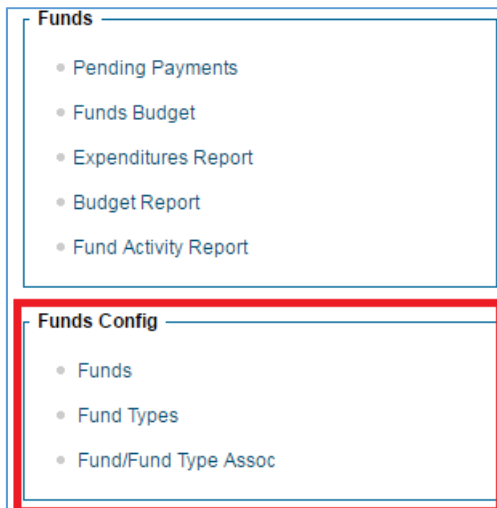 Funds
Pending Payments
Funds Budget
Expenditures Report
Budget Report
Fund Activity Report
Funds Config
Funds
Fund Types
Fund/Fund Type Assoc